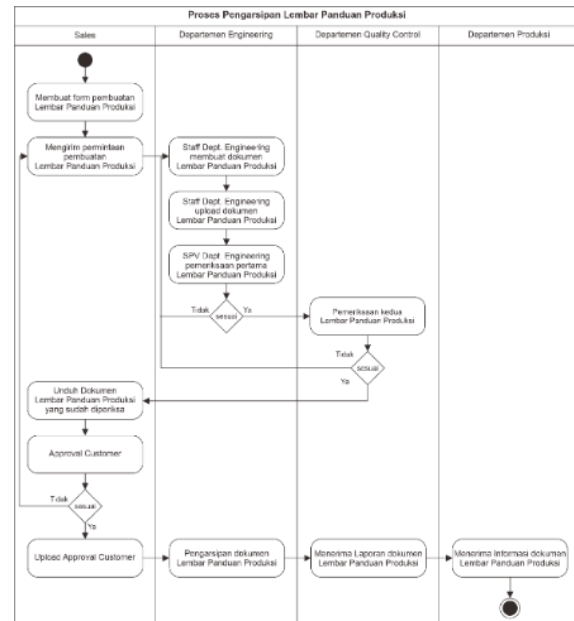 Proses Pengarsipan Lembar Panduan Produksi
Sales
Departemen Engineering
Departemen Quality Control
Departemen Produksi
Membuat form pembuatan
Lembar Panduan Produksi
Mengirim permintaan
pembuatan
Lembar Panduan Produksi
Staff Dept. Engineering
membuat dokumen
Lembar Panduan Produksi
Staff Dept. Engineering
upload dokumen
Lembar Panduan Produksi
SPV Dept. Engineering
pemeriksaan pertama
Lembar Panduan Produksi
Tidak
sesuai
Ya
Pemeriksaan kedua
Lembar Panduan Produksi
Tidak
sesuai
Ya
Unduh Dokumen
Lembar Panduan Produksi
yang sudah diperiksa
Approval Customer
Tidak
sesuai
Ya
Upload Approval Customer
Pengarsipan dokumen
Lembar Panduan Produksi
Menerima Laporan dokumen
Lembar Panduan Produksi
Menerima Informasi dokumen
Lembar Panduan Produksi